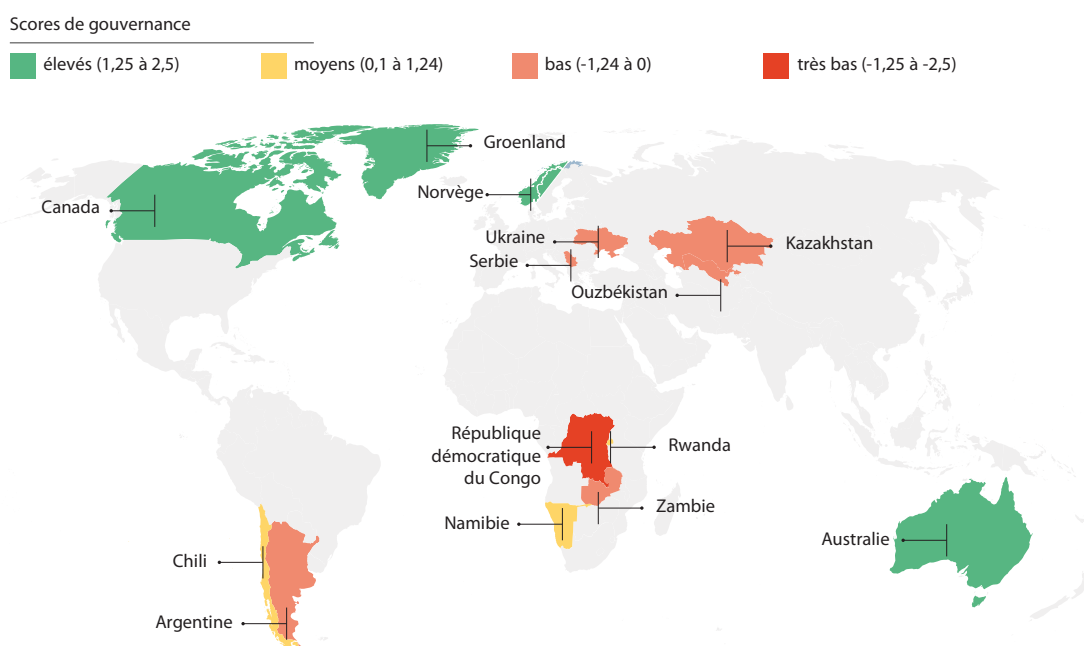 Scores de gouvernance
élevés (1,25 à 2,5)
moyens (0,1 à 1,24)
bas (-1,24 à 0)
très bas (-1,25 à -2,5)
Groenland
Norvège
Canada
Ukraine
Kazakhstan
Serbie
Ouzbékistan
République
démocratique
du Congo
Rwanda
Zambie
Namibie
Australie
Chili
Argentine